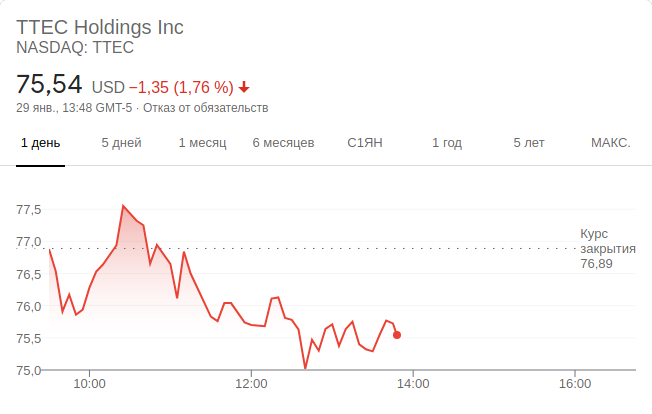 TTEC Holdings Inc
NASDAQ: TTEC
75,54 USD −1,35 (1,76 %)
29 янв., 13:48 GMT-5 · Отказ от обязательств
1 день 5 дней 1 месяц 6 месяцев С1ЯН 1 год 5 лет МАКС.
77,5
77,0
76,5
76,0
75,5
75,0
Курс
закрытия
76,89
10:00 12:00 14:00 16:00